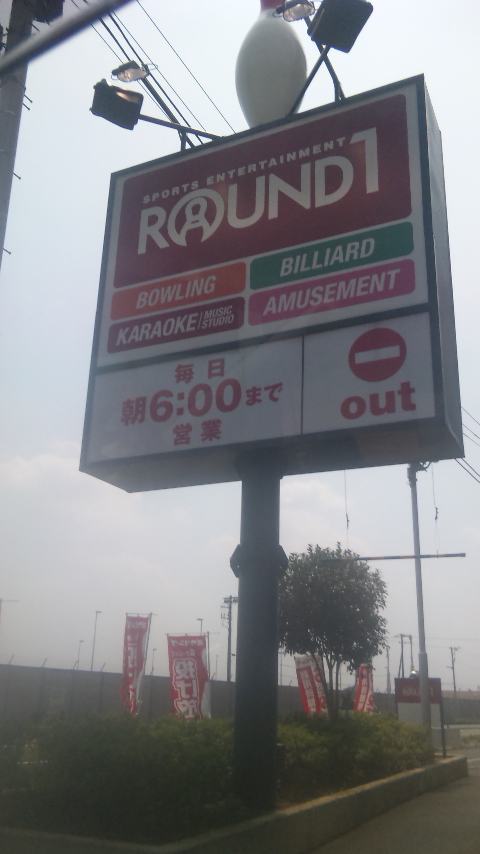 SPORTS ENTERTAINMENT
ROUND1
BOWLING
BILLIARD
KARAOKE/MUSIC STUDIO
AMUSEMENT
毎日
朝6:00まで
営業
out